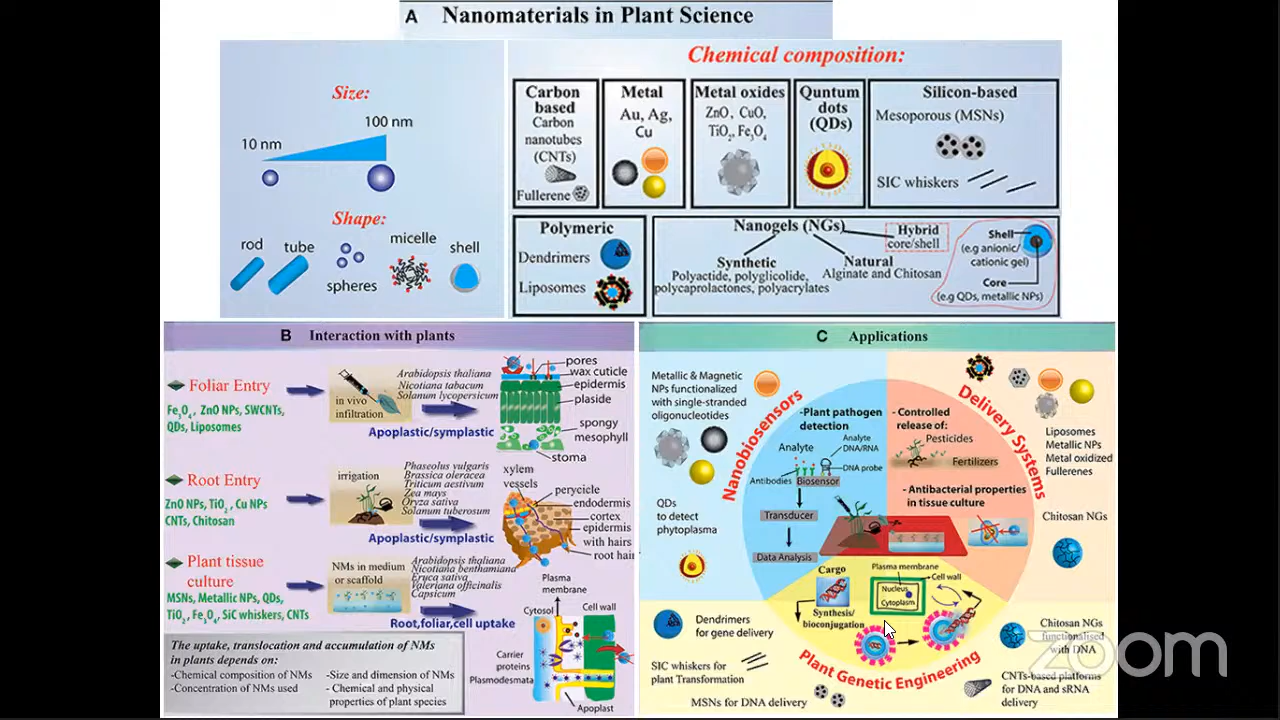 A Nanomaterials in Plant Science
Size:
100 nm
10 nm
Shape:
rod
tube
spheres
micelle
shell
Chemical composition:
Carbon
based
Carbon
nanotubes
(CNTs)
Fullerene
Metal
Au, Ag,
Cu
Metal oxides
ZnO, CuO,
TiO2, Fe3O4
Quntum
dots
(QDs)
Silicon-based
Mesoporous (MSNs)
SIC whiskers
Polymeric
Dendrimers
Liposomes
Nanogels (NGs)
Synthetic
Polyactide, polyglicolide,
polycaprolactones, polyacrylates
Natural
Alginate and Chitosan
Hybrid
core/shell
Shell
(e.g anionic/
cationic gel)
Core
(e.g QDs, metallic NPs)
B Interaction with plants
Foliar Entry
Fe3O4, ZnO NPs, SWCNTs,
QDs, Liposomes
in vivo
infiltration
Arabidopsis thaliana
Nicotiana tabacum
Solanum lycopersicum
Apoplastic/symplastic
pores
wax cuticle
epidermis
plaside
spongy
mesophyll
stoma
Root Entry
ZnO NPs, TiO2, Cu NPs
CNTs, Chitosan
irrigation
Phaseolus vulgaris
Brassica oleracea
Triticum aestivum
Zea mays
Oryza sativa
Solanum tuberosum
Apoplastic/symplastic
xylem
vessels
pericycle
endodermis
cortex
epidermis
with hairs
root hair
Plant tissue
culture
MSNs, Metallic NPs, QDs,
TiO2, Fe3O4, SiC whiskers, CNTs
NMs in medium
or scaffold
Arabidopsis thaliana
Nicotiana benthamiana
Eruca sativa
Valeriana officinalis
Capsicum
Root,foliar,cell uptake
Plasma
membrane
Cytosol
Cell wall
Carrier
proteins
Plasmodesmata
Apoplast
The uptake, translocation and accumulation of NMs
in plants depends on:
-Chemical composition of NMs
-Concentration of NMs used
-Size and dimension of NMs
- Chemical and physical
properties of plant species
C Applications
Nanobiosensors
Metallic & Magnetic
NPs functionalized
with single-stranded
oligonucleotides
QDs
to detect
phytoplasma
-Plant pathogen
detection
Analyte
Analyte
DNA/RNA
DNA probe
Antibodies
Biosensor
Transducer
Data Analysis
Delivery Systems
- Controlled
release of:
Pesticides
Fertilizers
- Antibacterial properties
in tissue culture
Liposomes
Metallic NPs
Metal oxidized
Fullerenes
Chitosan NGs
Plant Genetic Engineering
Cargo
Synthesis/
bioconjugation
Plasma membrane
Cell wall
Nucleus
Cytoplasm
Dendrimers
for gene delivery
SIC whiskers for
plant Transformation
MSNs for DNA delivery
Chitosan NGs
functionalised
with DNA
CNTs-based platforms
for DNA and sRNA
delivery
zoom